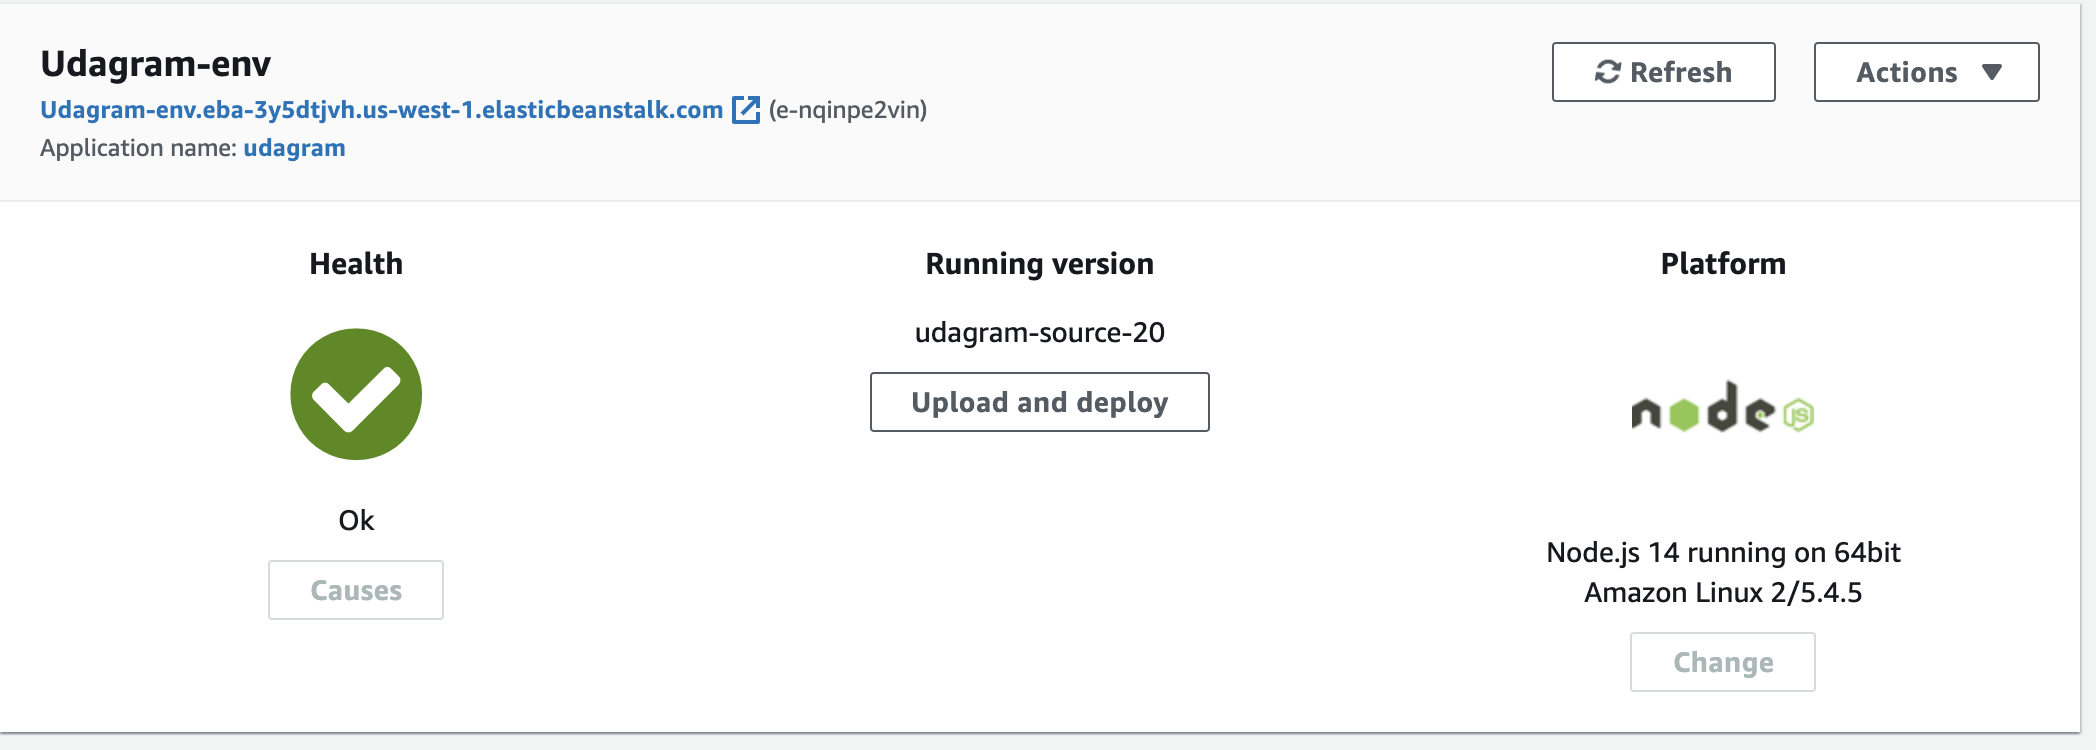 Udagram-env
Refresh
Actions
Udagram-env.eba-3y5dtjvh.us-west-1.elasticbeanstalk.com (e-nqinpe2vin)
Application name: udagram
Health
Running version
Platform
udagram-source-20
Upload and deploy
node JS
Ok
Causes
Node.js 14 running on 64bit
Amazon Linux 2/5.4.5
Change